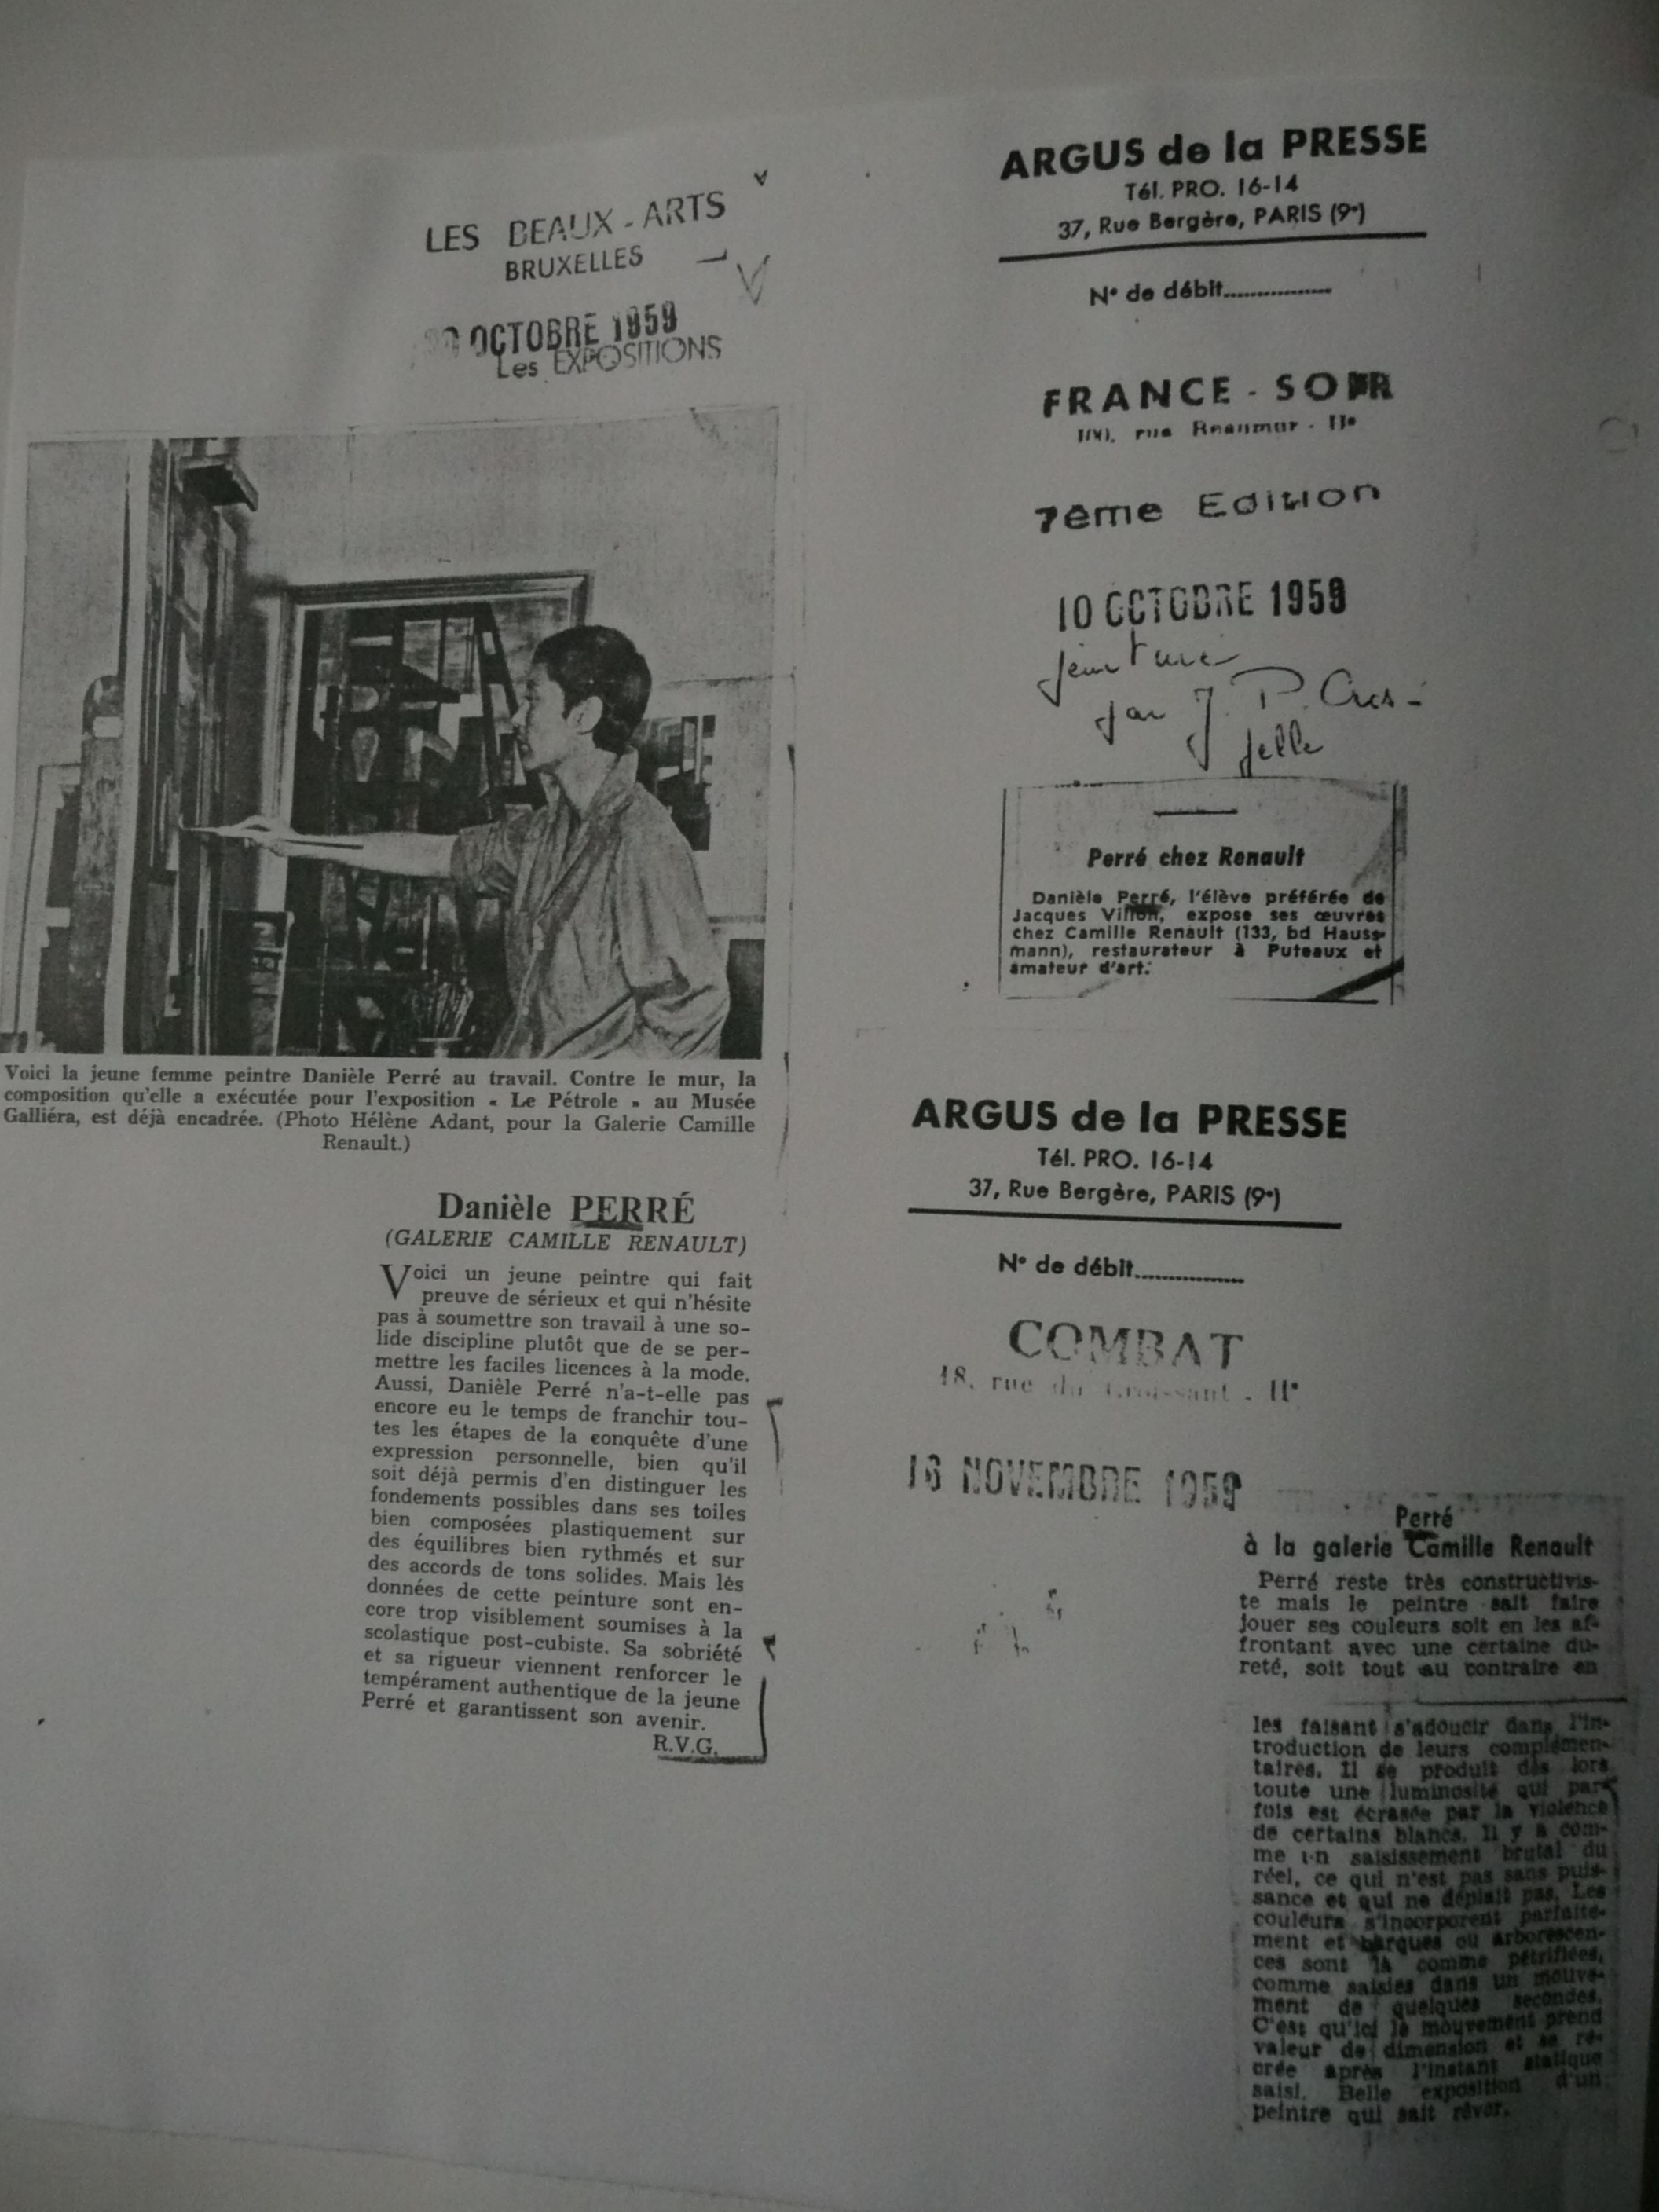 LES BEAUX-ARTS
BRUXELLES
OCTOBRE 1959
Les EXPOSITIONS
Voici la jeune femme peintre Danièle Perré au travail. Contre le mur, la
composition qu'elle a exécutée pour l'exposition « Le Pétrole » au Musée
Galliéra, est déjà encadrée. (Photo Hélène Adant, pour la Galerie Camille
Renault.)
Danièle PERRÉ
(GALERIE CAMILLE RENAULT)
Voici un jeune peintre qui fait
preuve de sérieux et qui n'hésite
pas à soumettre son travail à une so-
lide discipline plutôt que de se per-
mettre les faciles licences à la mode.
Aussi, Danièle Perré n'a-t-elle pas
encore eu le temps de franchir tou-
tes les étapes de la conquête d'une
expression personnelle, bien qu'il
soit déjà permis d'en distinguer les
fondements possibles dans ses toiles
bien composées plastiquement sur
des équilibres bien rythmés et sur
des accords de tons solides. Mais les
données de cette peinture sont en-
core trop visiblement soumises à la
scolastique post-cubiste. Sa sobriété
et sa rigueur viennent renforcer le
tempérament authentique de la jeune
Perré et garantissent son avenir.
R.V.G.
ARGUS de la PRESSE
Tél. PRO. 16-14
37, Rue Bergère, PARIS (9e)
N° de débit................
FRANCE-SOIR
100, rue Reaumur - IIe
7ème Edition
10 OCTOBRE 1959
peinture
par J. P. Cres-
pelle
Perré chez Renault
Danièle Perré, l'élève préférée de
Jacques Villon, expose ses œuvres
chez Camille Renault (133, bd Hauss-
mann), restaurateur à Puteaux et
amateur d'art.
ARGUS de la PRESSE
Tél. PRO. 16-14
37, Rue Bergère, PARIS (9e)
N° de débit................
COMBAT
18, rue du Croissant - IIe
16 NOVEMBRE 1959
Perré
à la galerie Camille Renault
Perré reste très constructivis-
te mais le peintre sait faire
jouer ses couleurs soit en les af-
frontant avec une certaine du-
reté, soit tout au contraire en
les faisant s'adoucir dans l'in-
troduction de leurs complémen-
taires. Il se produit dès lors
toute une luminosité qui par-
fois est écrasée par la violence
de certains blancs. Il y a com-
me un saisissement brutal du
réel, ce qui n'est pas sans puis-
sance et qui ne déplait pas. Les
couleurs s'incorporent parfaite-
ment et barques ou arborescen-
ces sont là comme pétrifiées,
comme saisies dans un mouve-
ment de quelques secondes.
C'est qu'ici le mouvement prend
valeur de dimension et se ré-
crée après l'instant statique
saisi. Belle exposition d'un
peintre qui sait rêver.